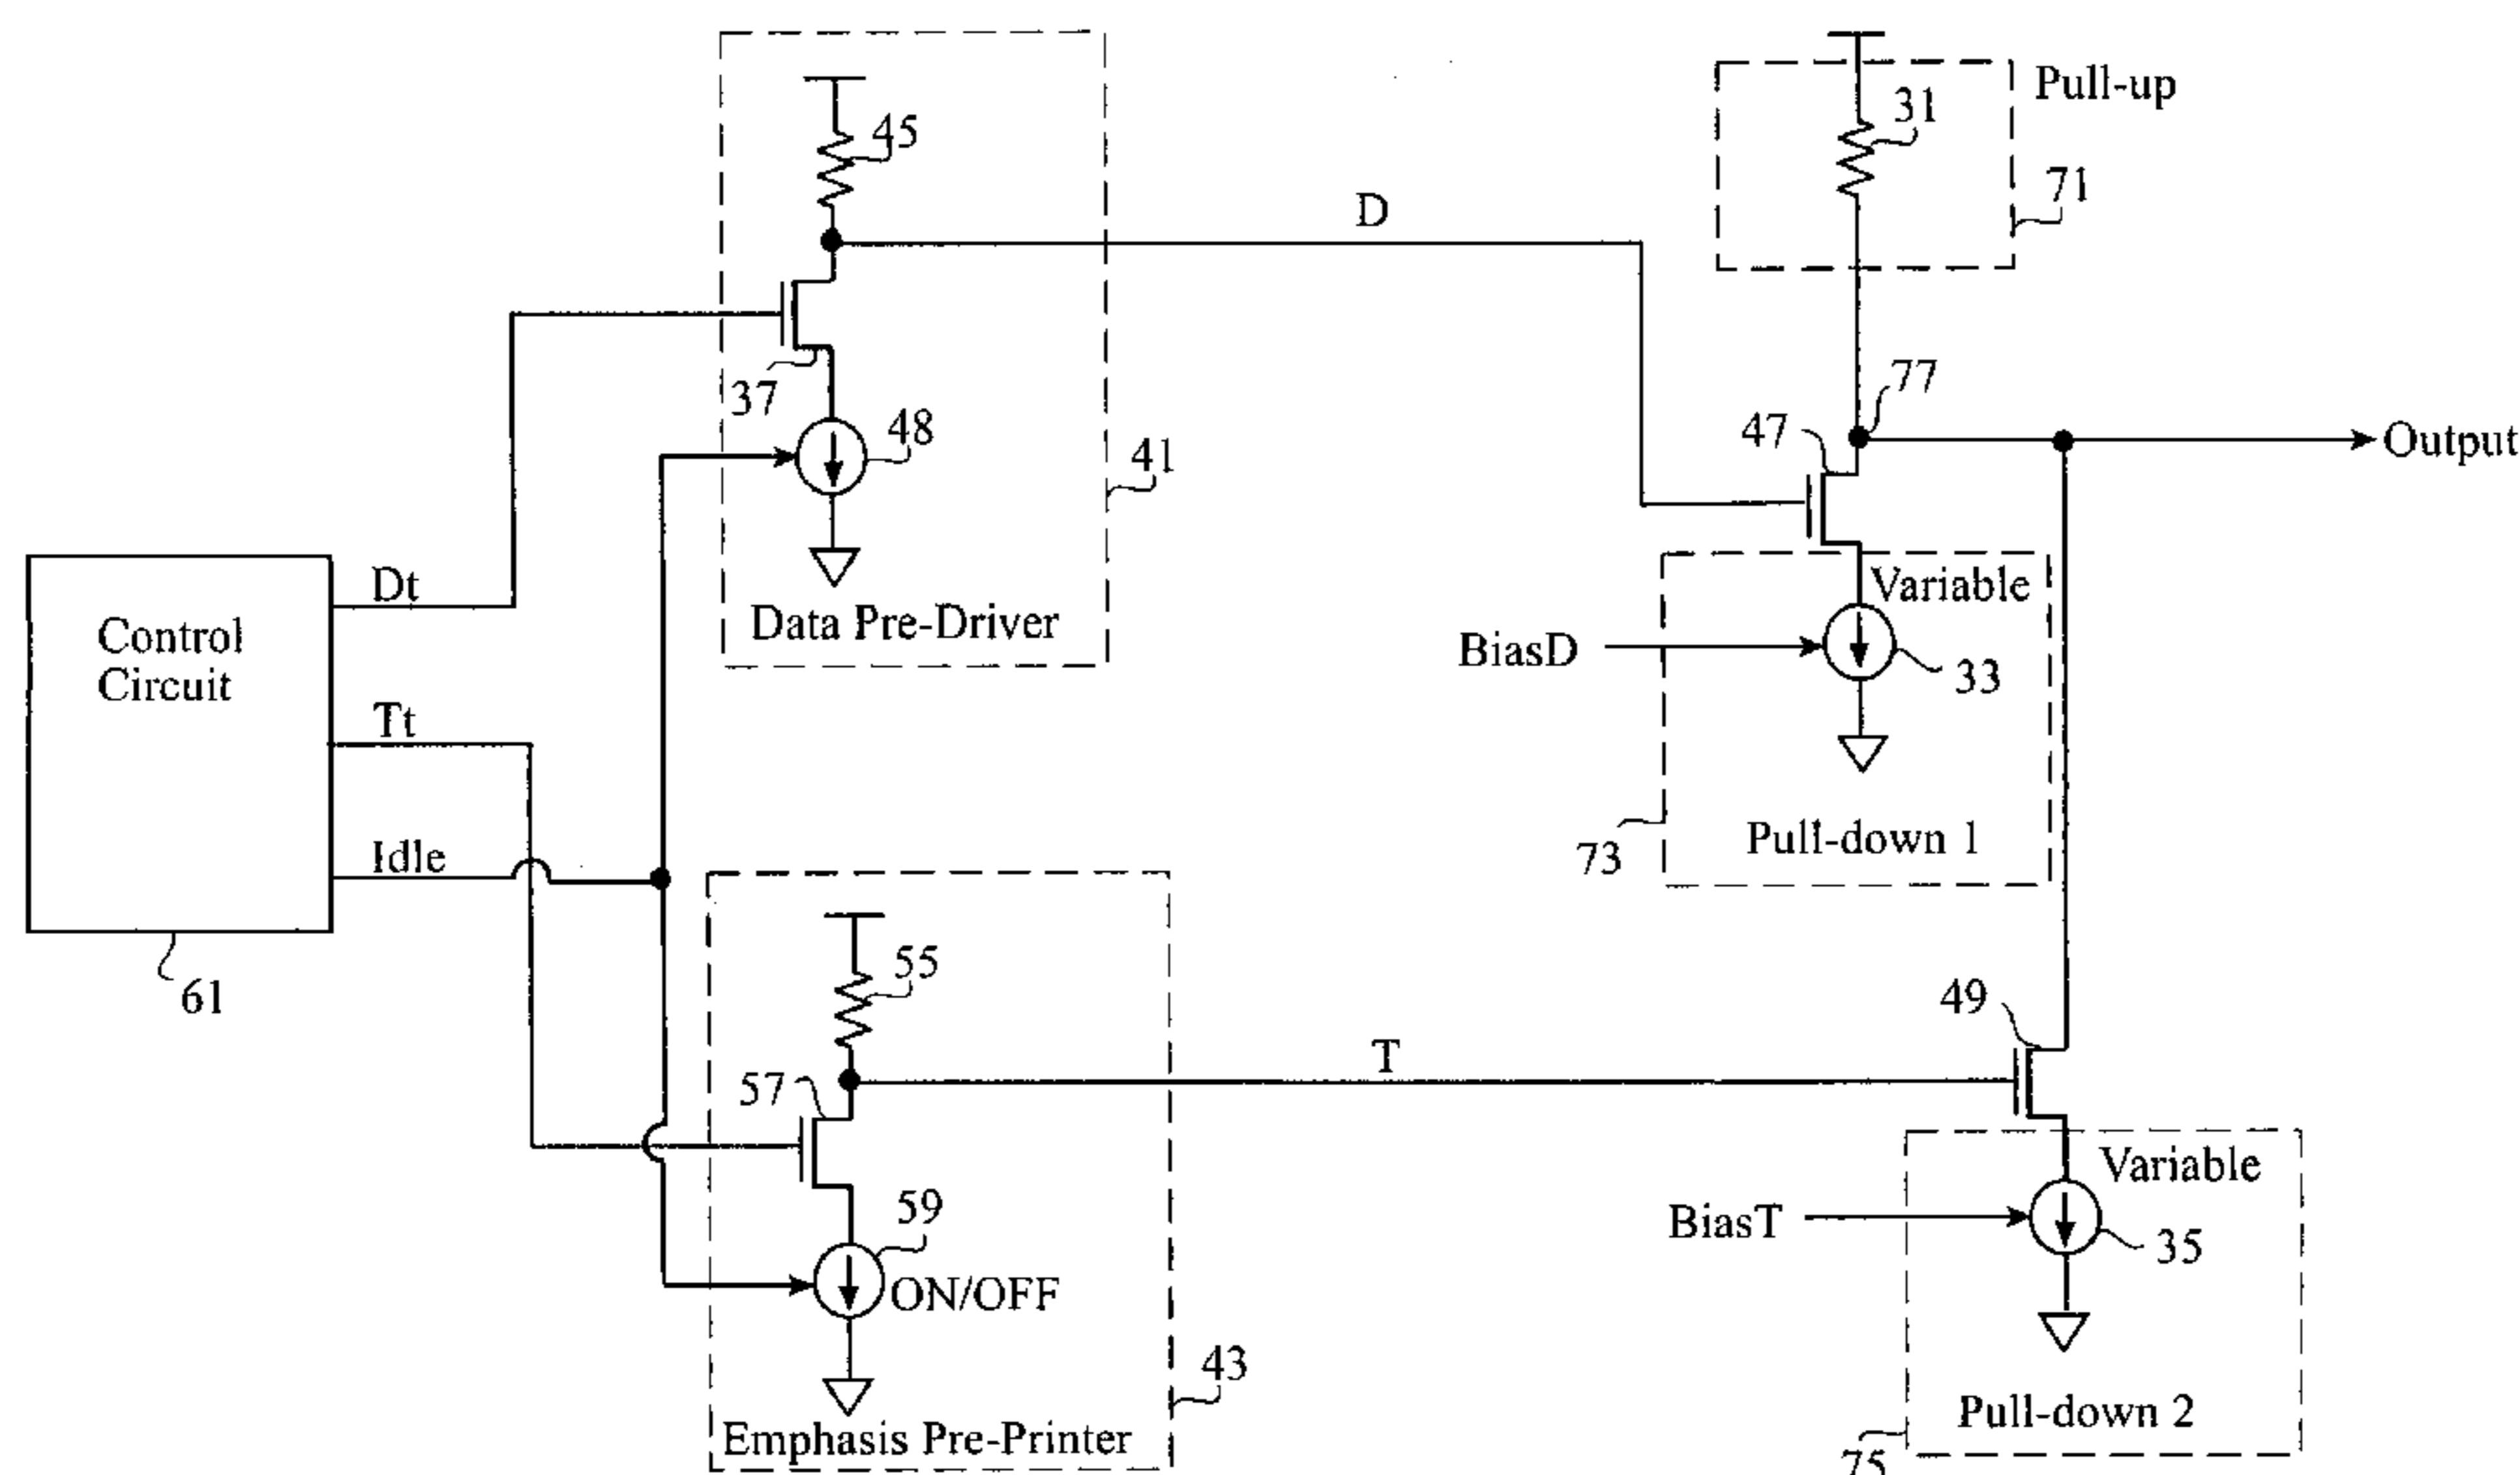 Pull-up
45
31
71
D
37
48
77
47
Output
41
Dt
Variable
Control
Circuit
Data Pre-Driver
BiasD
33
Tt
Pull-down 1
73
Idle
55
61
49
T
57
Variable
59
BiasT
35
ON/OFF
43
Pull-down 2
Emphasis Pre-Printer
75